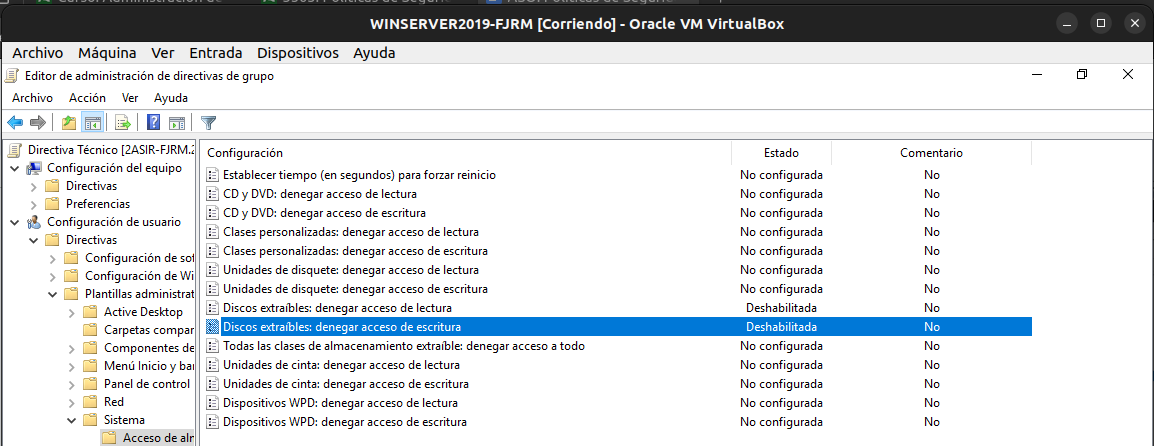 WINSERVER2019-FJRM [Corriendo] - Oracle VM VirtualBox
Archivo Máquina Ver Entrada Dispositivos Ayuda
Editor de administración de directivas de grupo
Archivo Acción Ver Ayuda
Directiva Técnico [2ASIR-FJRM.2
Configuración del equipo
Directivas
Preferencias
Configuración de usuario
Directivas
Configuración de sof
Configuración de Wi
Plantillas administrat
Active Desktop
Carpetas compar
Componentes de
Menú Inicio y bar
Panel de control
Red
Sistema
Acceso de alm
Configuración Estado Comentario
Establecer tiempo (en segundos) para forzar reinicio No configurada No
CD y DVD: denegar acceso de lectura No configurada No
CD y DVD: denegar acceso de escritura No configurada No
Clases personalizadas: denegar acceso de lectura No configurada No
Clases personalizadas: denegar acceso de escritura No configurada No
Unidades de disquete: denegar acceso de lectura No configurada No
Unidades de disquete: denegar acceso de escritura No configurada No
Discos extraíbles: denegar acceso de lectura Deshabilitada No
Discos extraíbles: denegar acceso de escritura Deshabilitada No
Todas las clases de almacenamiento extraíble: denegar acceso a todo No configurada No
Unidades de cinta: denegar acceso de lectura No configurada No
Unidades de cinta: denegar acceso de escritura No configurada No
Dispositivos WPD: denegar acceso de lectura No configurada No
Dispositivos WPD: denegar acceso de escritura No configurada No